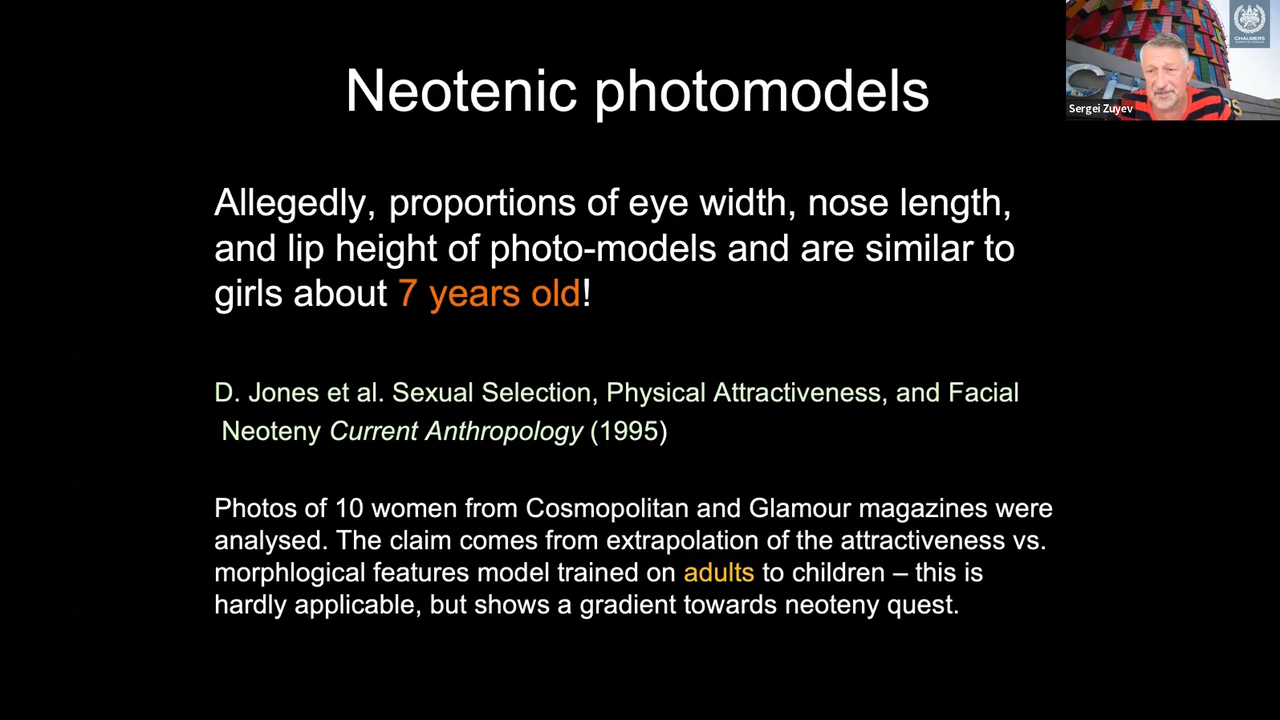 Neotenic photomodels
CHALMERS
Sergei Zuyev
Allegedly, proportions of eye width, nose length,
and lip height of photo-models and are similar to
girls about 7 years old!
D. Jones et al. Sexual Selection, Physical Attractiveness, and Facial
Neoteny Current Anthropology (1995)
Photos of 10 women from Cosmopolitan and Glamour magazines were
analysed. The claim comes from extrapolation of the attractiveness vs.
morphlogical features model trained on adults to children – this is
hardly applicable, but shows a gradient towards neoteny quest.